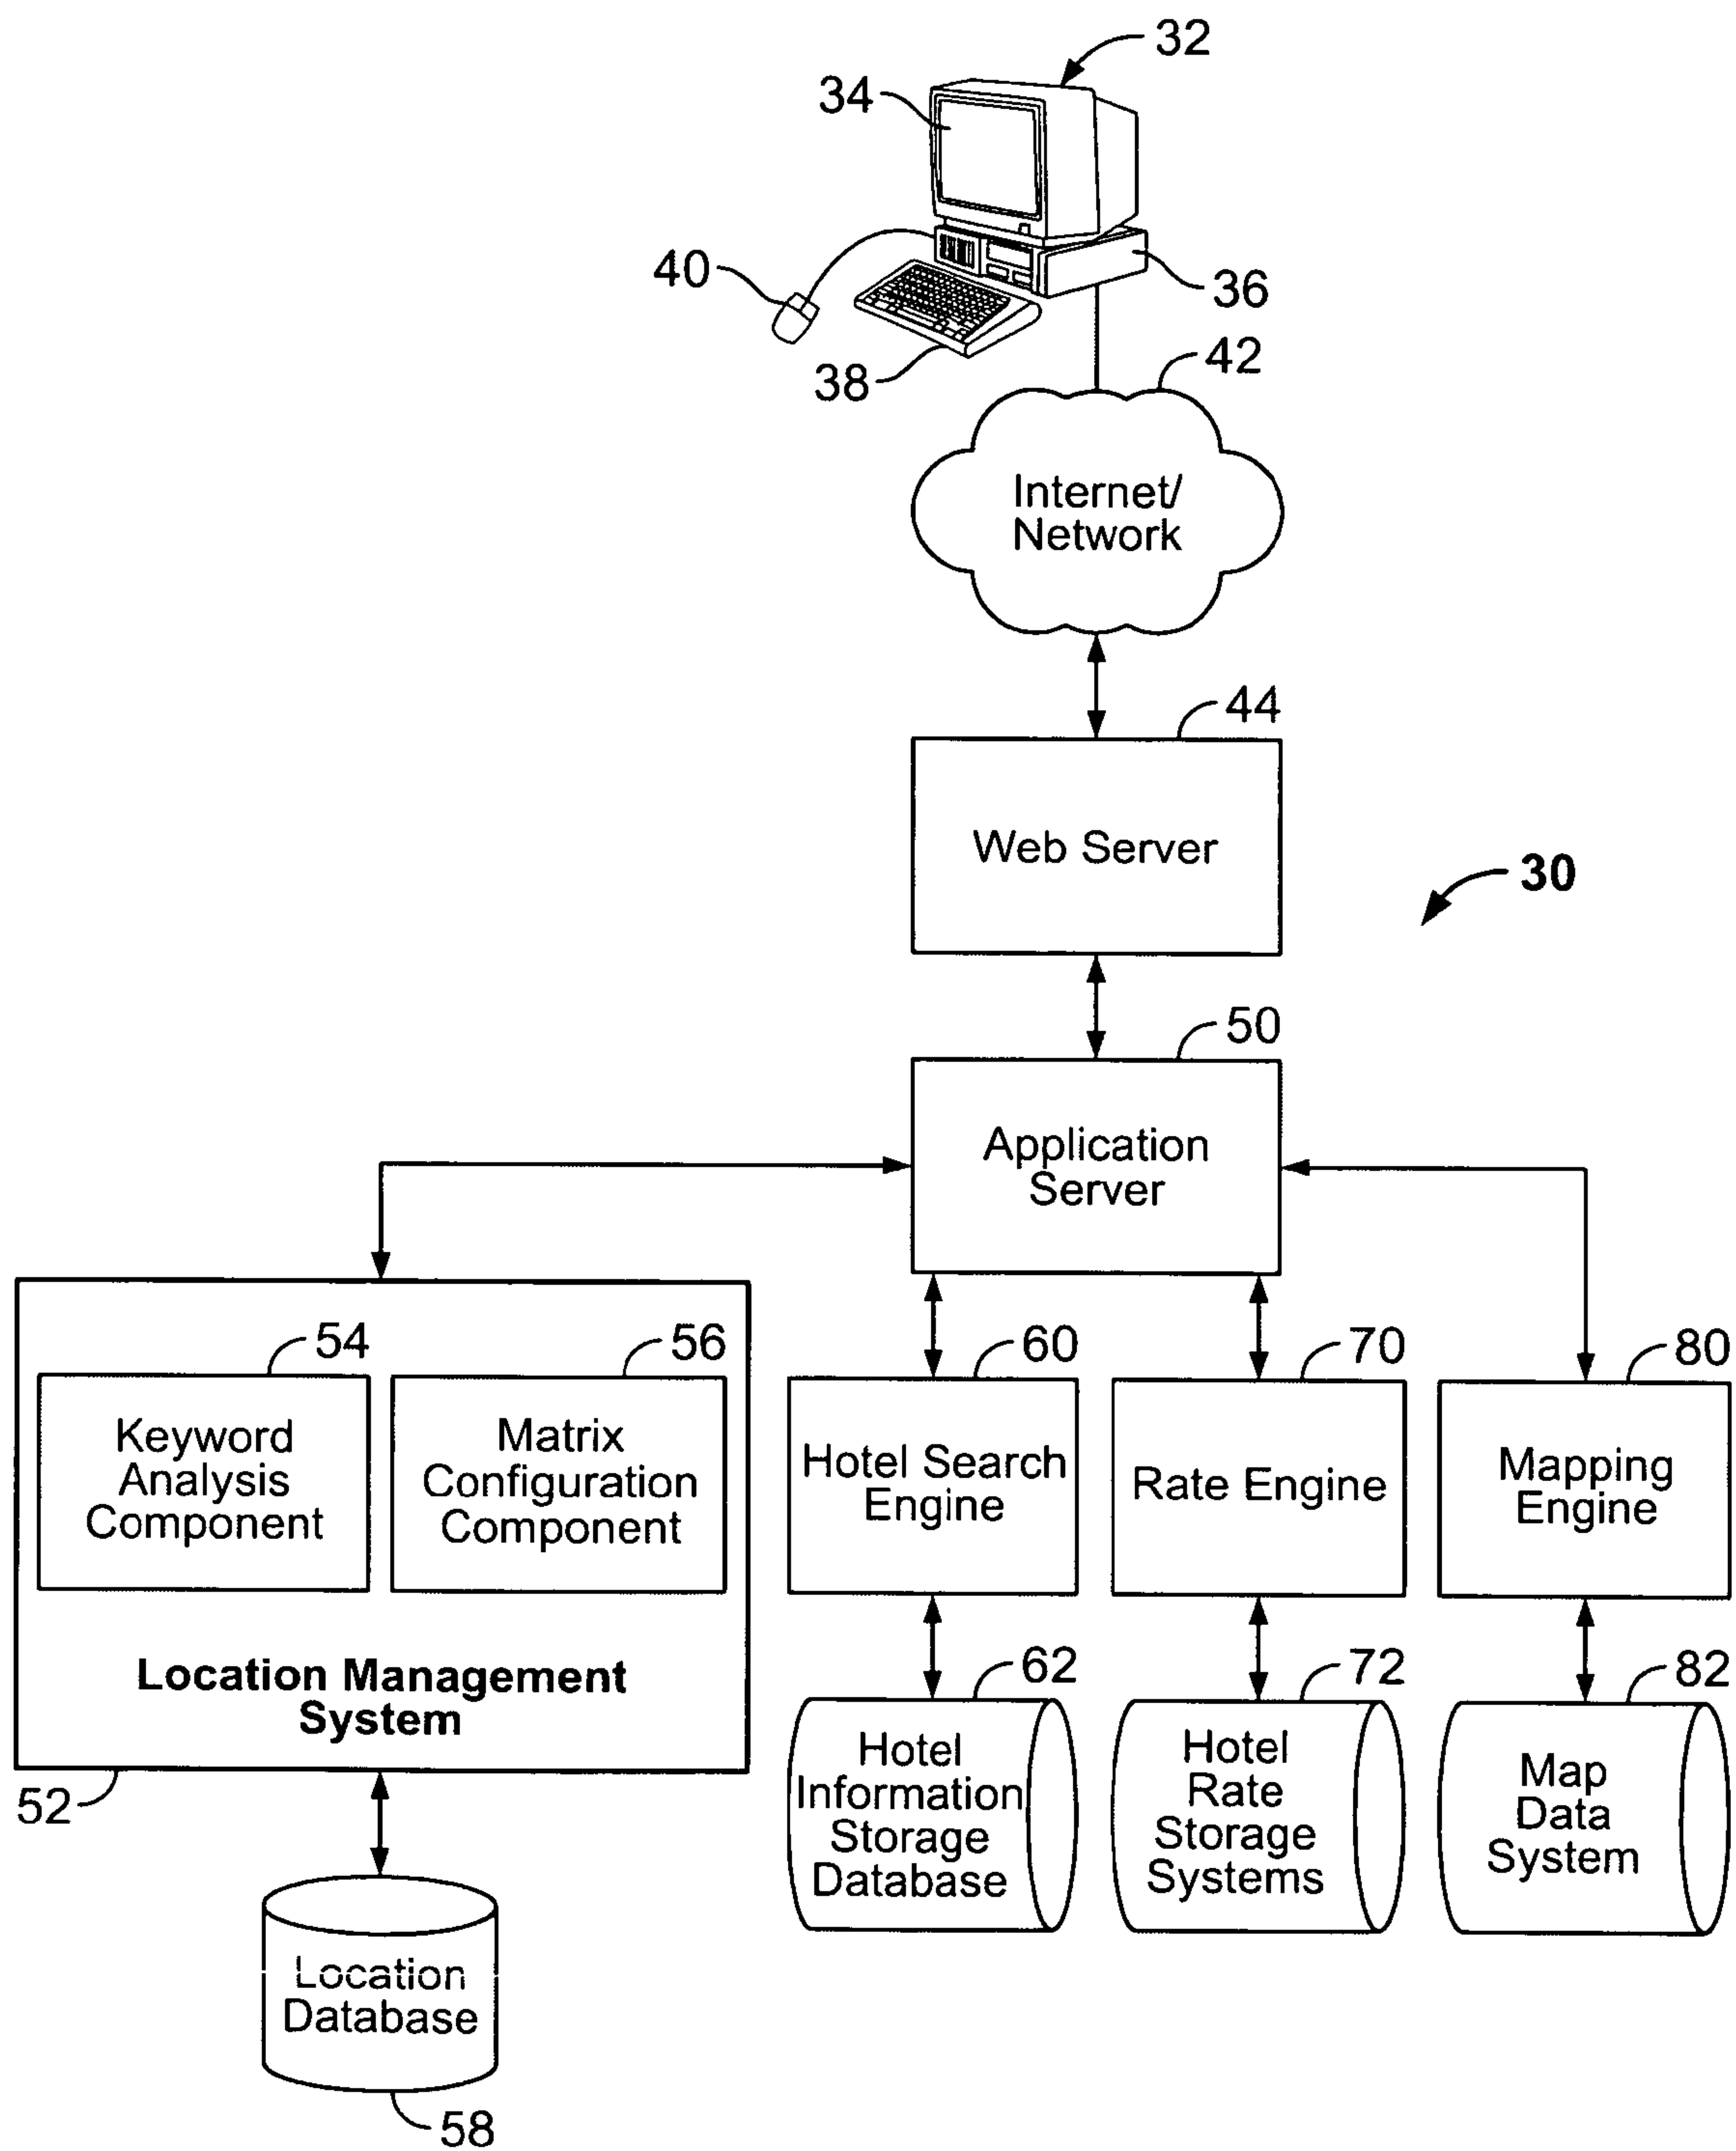 32
34
40
36
38
42
Internet/
Network
44
Web Server
30
50
Application
Server
54
56
60
70
80
Keyword
Analysis
Component
Matrix
Configuration
Component
Hotel Search
Engine
Rate Engine
Mapping
Engine
Location Management
System
52
62
72
82
Hotel
Information
Storage
Database
Hotel
Rate
Storage
Systems
Map
Data
System
Location
Database
58